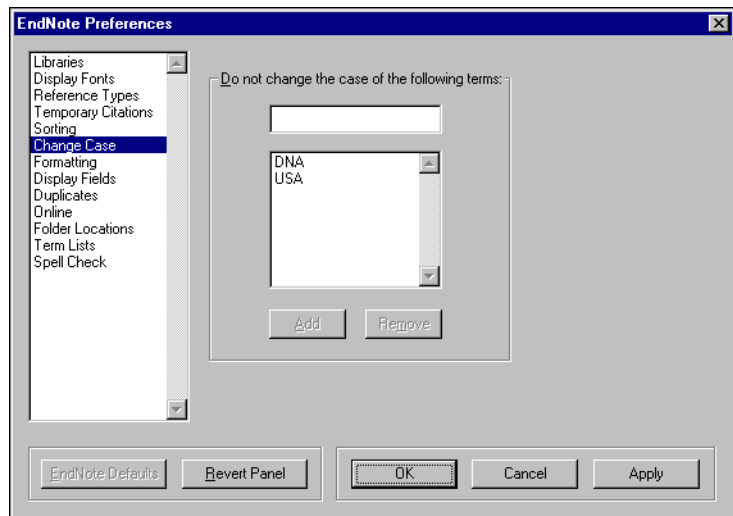 EndNote Preferences
Libraries
Display Fonts
Reference Types
Temporary Citations
Sorting
Change Case
Formatting
Display Fields
Duplicates
Online
Folder Locations
Term Lists
Spell Check
Do not change the case of the following terms:
DNA
USA
Add
Remove
EndNote Defaults
Revert Panel
OK
Cancel
Apply